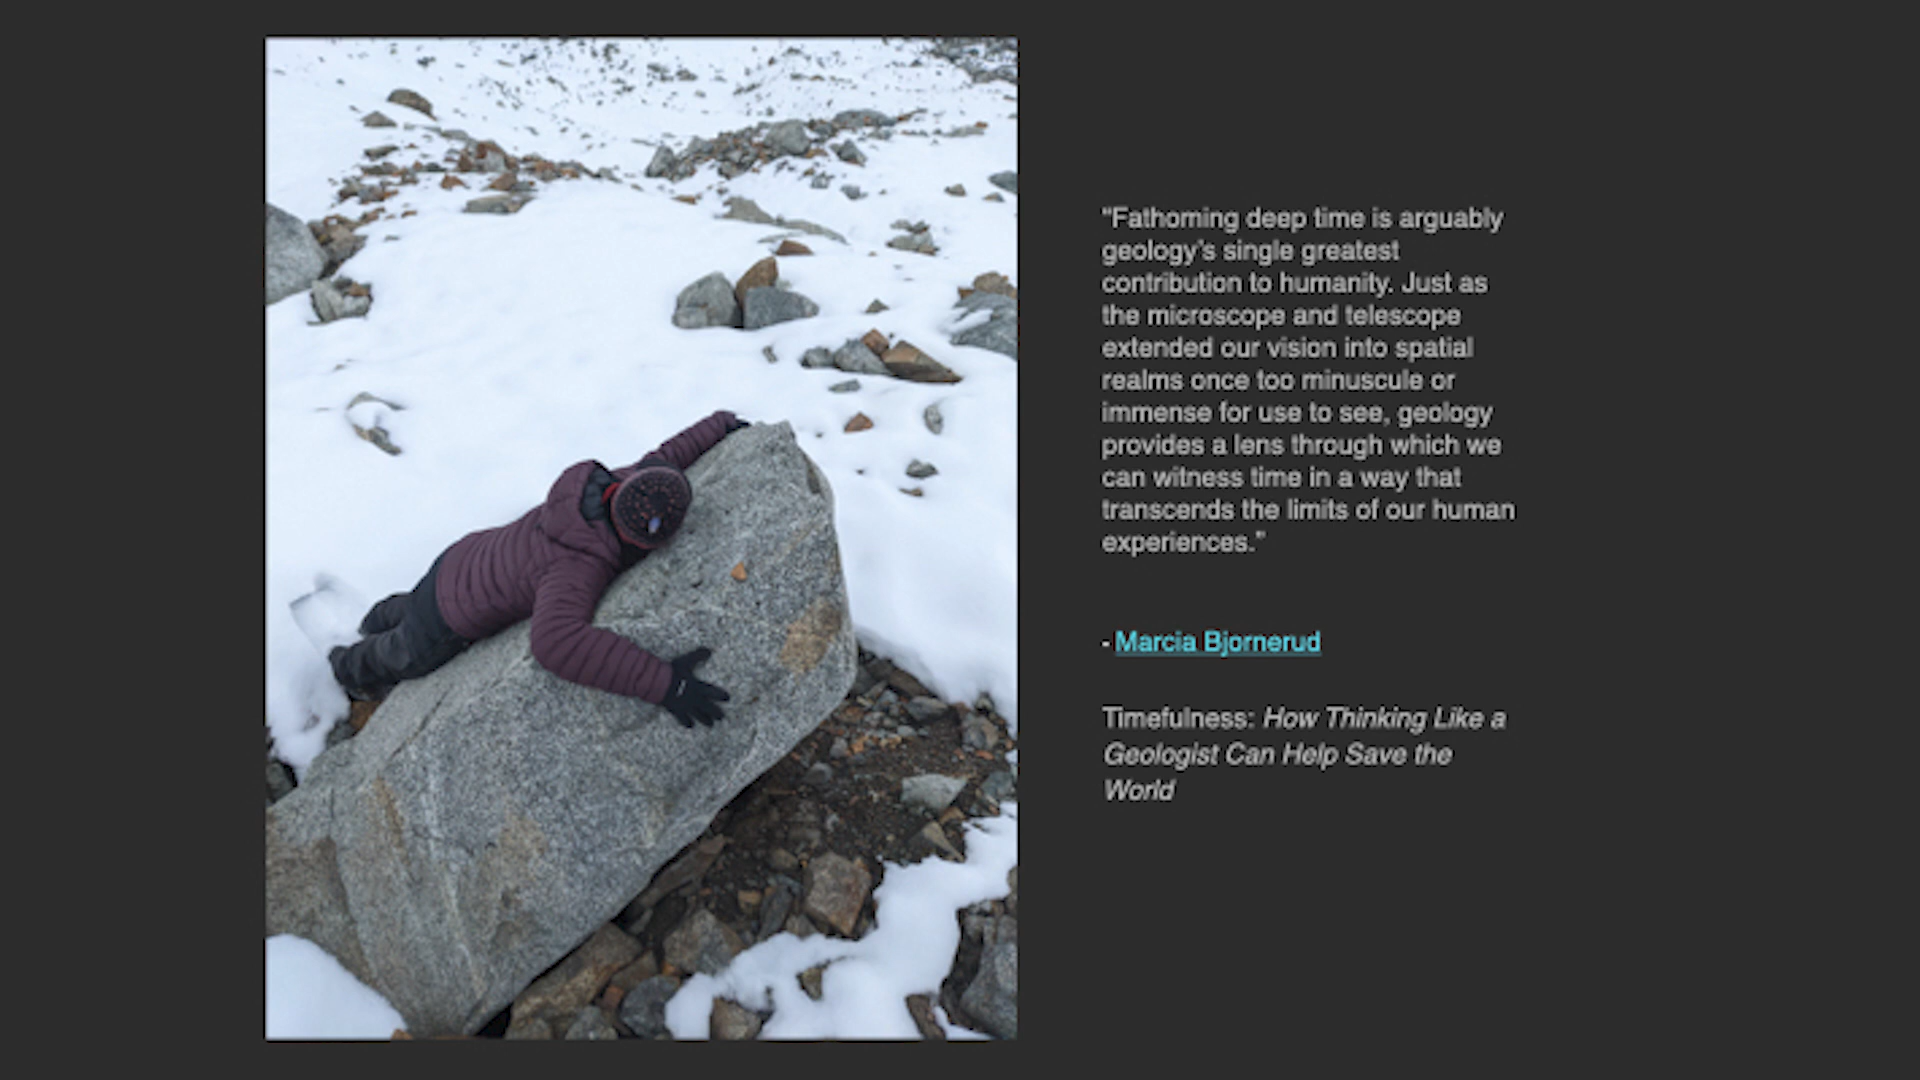 “Fathoming deep time is arguably
geology’s single greatest
contribution to humanity. Just as
the microscope and telescope
extended our vision into spatial
realms once too minuscule or
immense for use to see, geology
provides a lens through which we
can witness time in a way that
transcends the limits of our human
experiences.”
- Marcia Bjornerud
Timefulness: How Thinking Like a
Geologist Can Help Save the
World